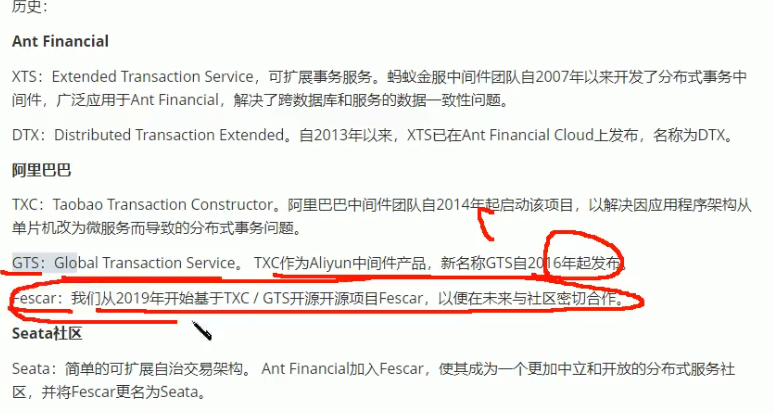 历史：
Ant Financial
XTS：Extended Transaction Service，可扩展事务服务。蚂蚁金服中间件团队自2007年以来开发了分布式事务中
间件，广泛应用于Ant Financial，解决了跨数据库和服务的数据一致性问题。
DTX：Distributed Transaction Extended。自2013年以来，XTS已在Ant Financial Cloud上发布，名称为DTX。
阿里巴巴
TXC：Taobao Transaction Constructor。阿里巴巴中间件团队自2014年起启动该项目，以解决因应用程序架构从
单片机改为微服务而导致的分布式事务问题。
GTS：Global Transaction Service。 TXC作为Aliyun中间件产品，新名称GTS自2016年起发布。
Fescar：我们从2019年开始基于TXC / GTS开源开源项目Fescar，以便在未来与社区密切合作。
Seata社区
Seata：简单的可扩展自治交易架构。 Ant Financial加入Fescar，使其成为一个更加中立和开放的分布式服务社
区，并将Fescar更名为Seata。